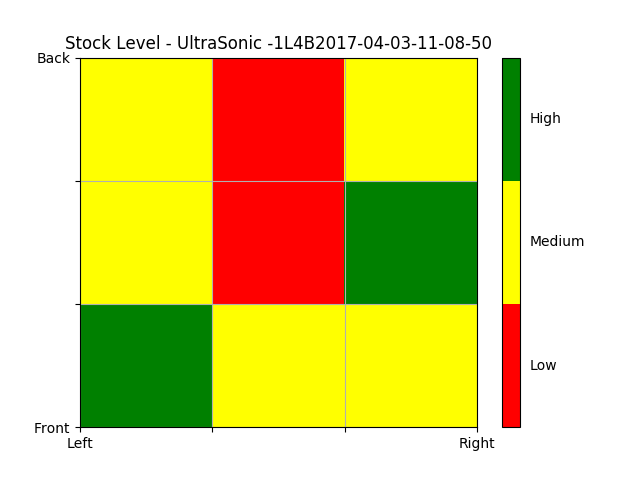 Stock Level - UltraSonic -1L4B2017-04-03-11-08-50
Back
High
Medium
Low
Front
Left
Right